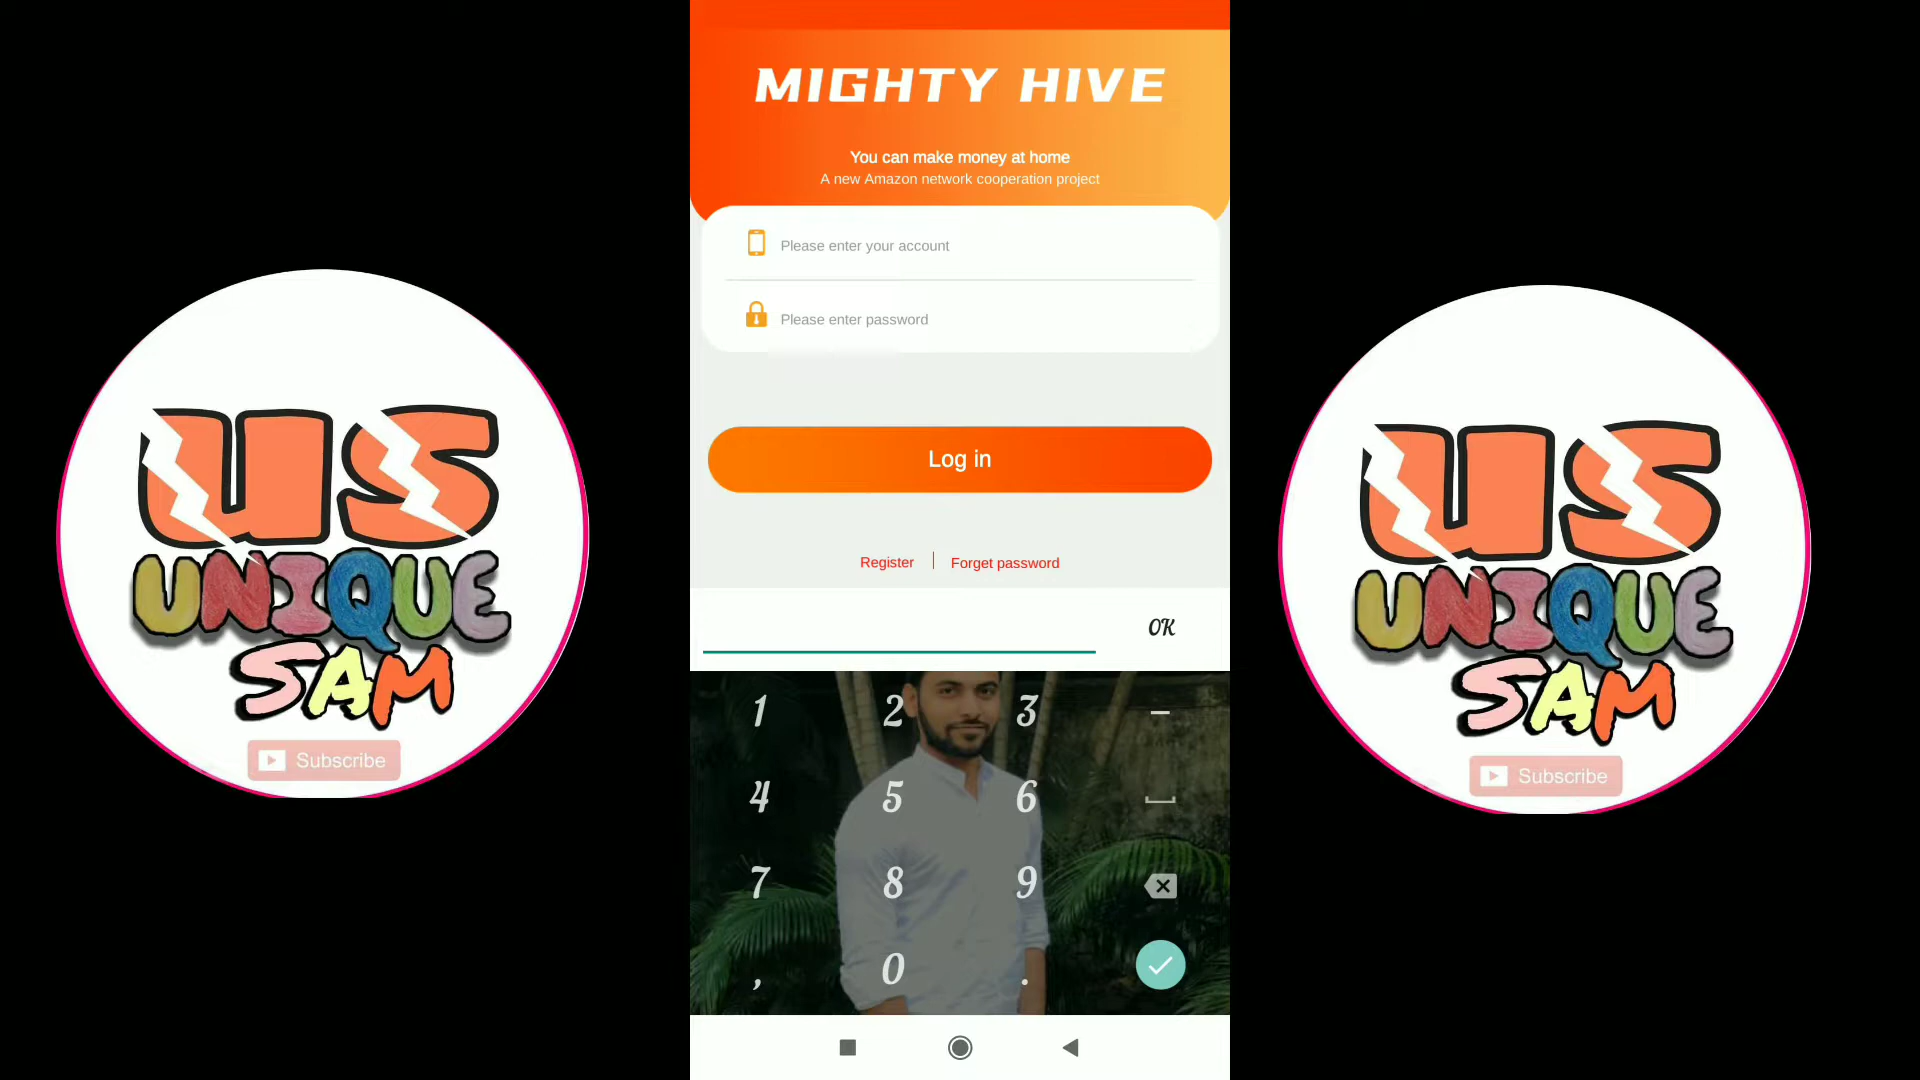 MIGHTY HIVE
You can make money at home
A new Amazon network cooperation project
Please enter your account
Please enter password
Log in
Register
Forget password
OK
1 2 3 –
4 5 6
7 8 9
, 0 .
US
UNIQUE
SAM
Subscribe
US
UNIQUE
SAM
Subscribe